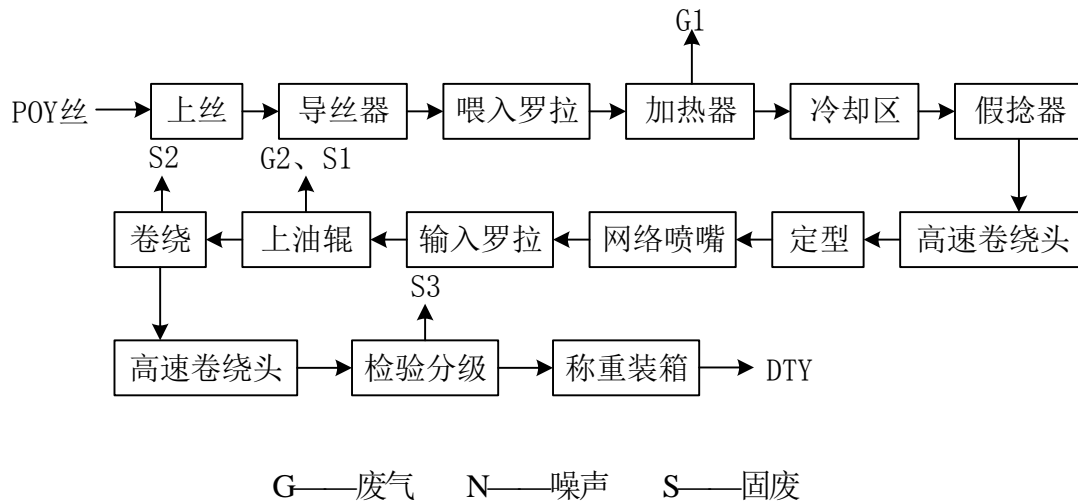 G1
POY丝 上丝 导丝器 喂入罗拉 加热器 冷却区 假捻器
S2 G2、S1
卷绕 上油辊 输入罗拉 网络喷嘴 定型 高速卷绕头
S3
高速卷绕头 检验分级 称重装箱 DTY
G——废气 N——噪声 S——固废